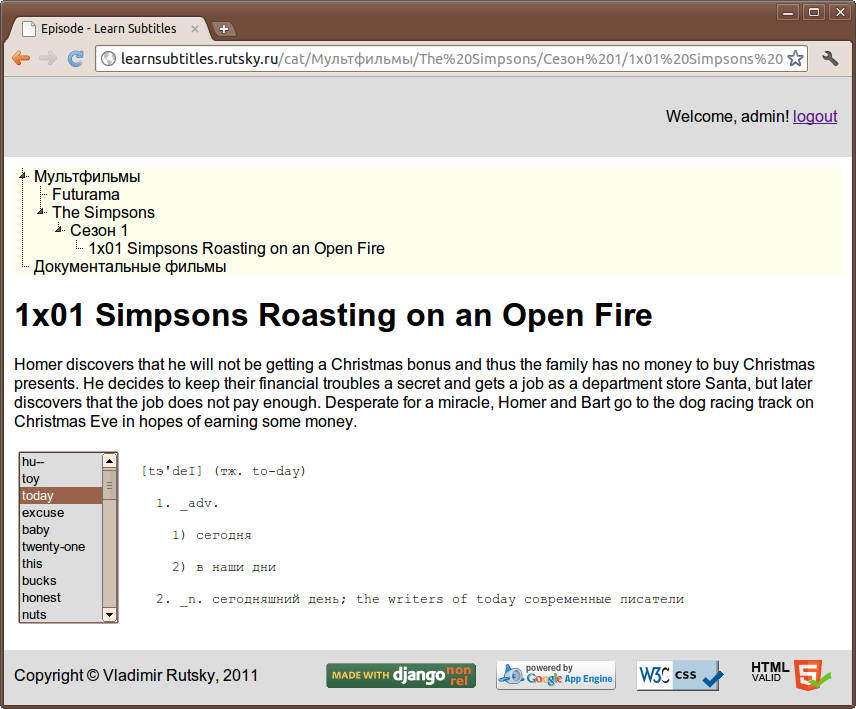 Episode - Learn Subtitles
learnsubtitles.rutsky.ru/cat/Мультфильмы/The%20Simpsons/Сезон%201/1x01%20Simpsons%20
Welcome, admin! logout
Мультфильмы
Futurama
The Simpsons
Сезон 1
1x01 Simpsons Roasting on an Open Fire
Документальные фильмы
1x01 Simpsons Roasting on an Open Fire
Homer discovers that he will not be getting a Christmas bonus and thus the family has no money to buy Christmas
presents. He decides to keep their financial troubles a secret and gets a job as a department store Santa, but later
discovers that the job does not pay enough. Desperate for a miracle, Homer and Bart go to the dog racing track on
Christmas Eve in hopes of earning some money.
hu--
toy
today
excuse
baby
twenty-one
this
bucks
honest
nuts
[tэ'deI] (тж. to-day)
1. _adv.
1) сегодня
2) в наши дни
2. _n. сегодняшний день; the writers of today современные писатели
Copyright © Vladimir Rutsky, 2011
MADE WITH django non rel
powered by
Google App Engine
W3C css
HTML
VALID
5